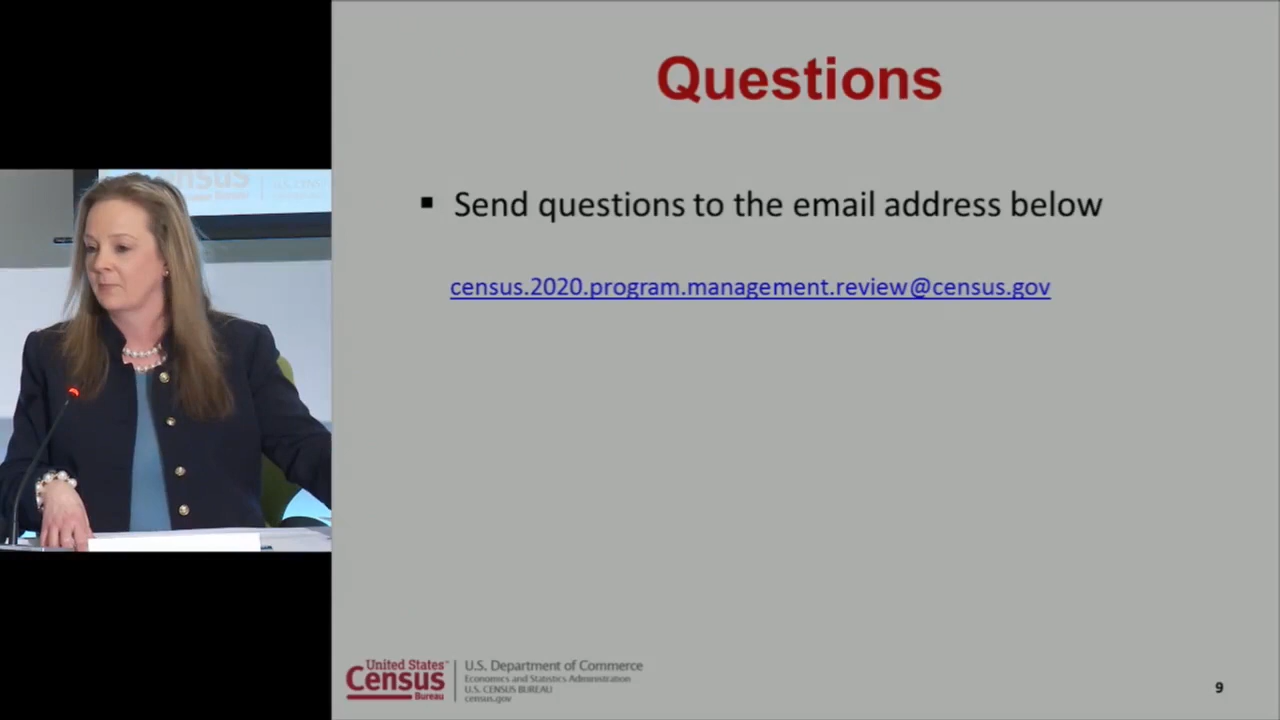 Questions
▪ Send questions to the email address below
census.2020.program.management.review@census.gov
United States™
Census
Bureau
U.S. Department of Commerce
Economics and Statistics Administration
U.S. CENSUS BUREAU
census.gov
9